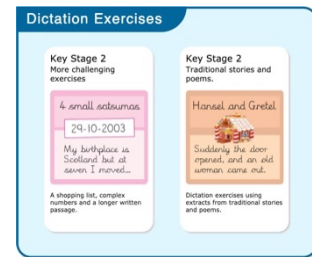 Dictation Exercises
Key Stage 2
More challenging
exercises
4 small satsumas
29-10-2003
My birthplace is
Scotland but at
seven I moved...
A shopping list, complex
numbers and a longer written
passage.
Key Stage 2
Traditional stories and
poems.
Hansel and Gretel
Suddenly the door
opened, and an old
woman came out.
Dictation exercises using
extracts from traditional stories
and poems.